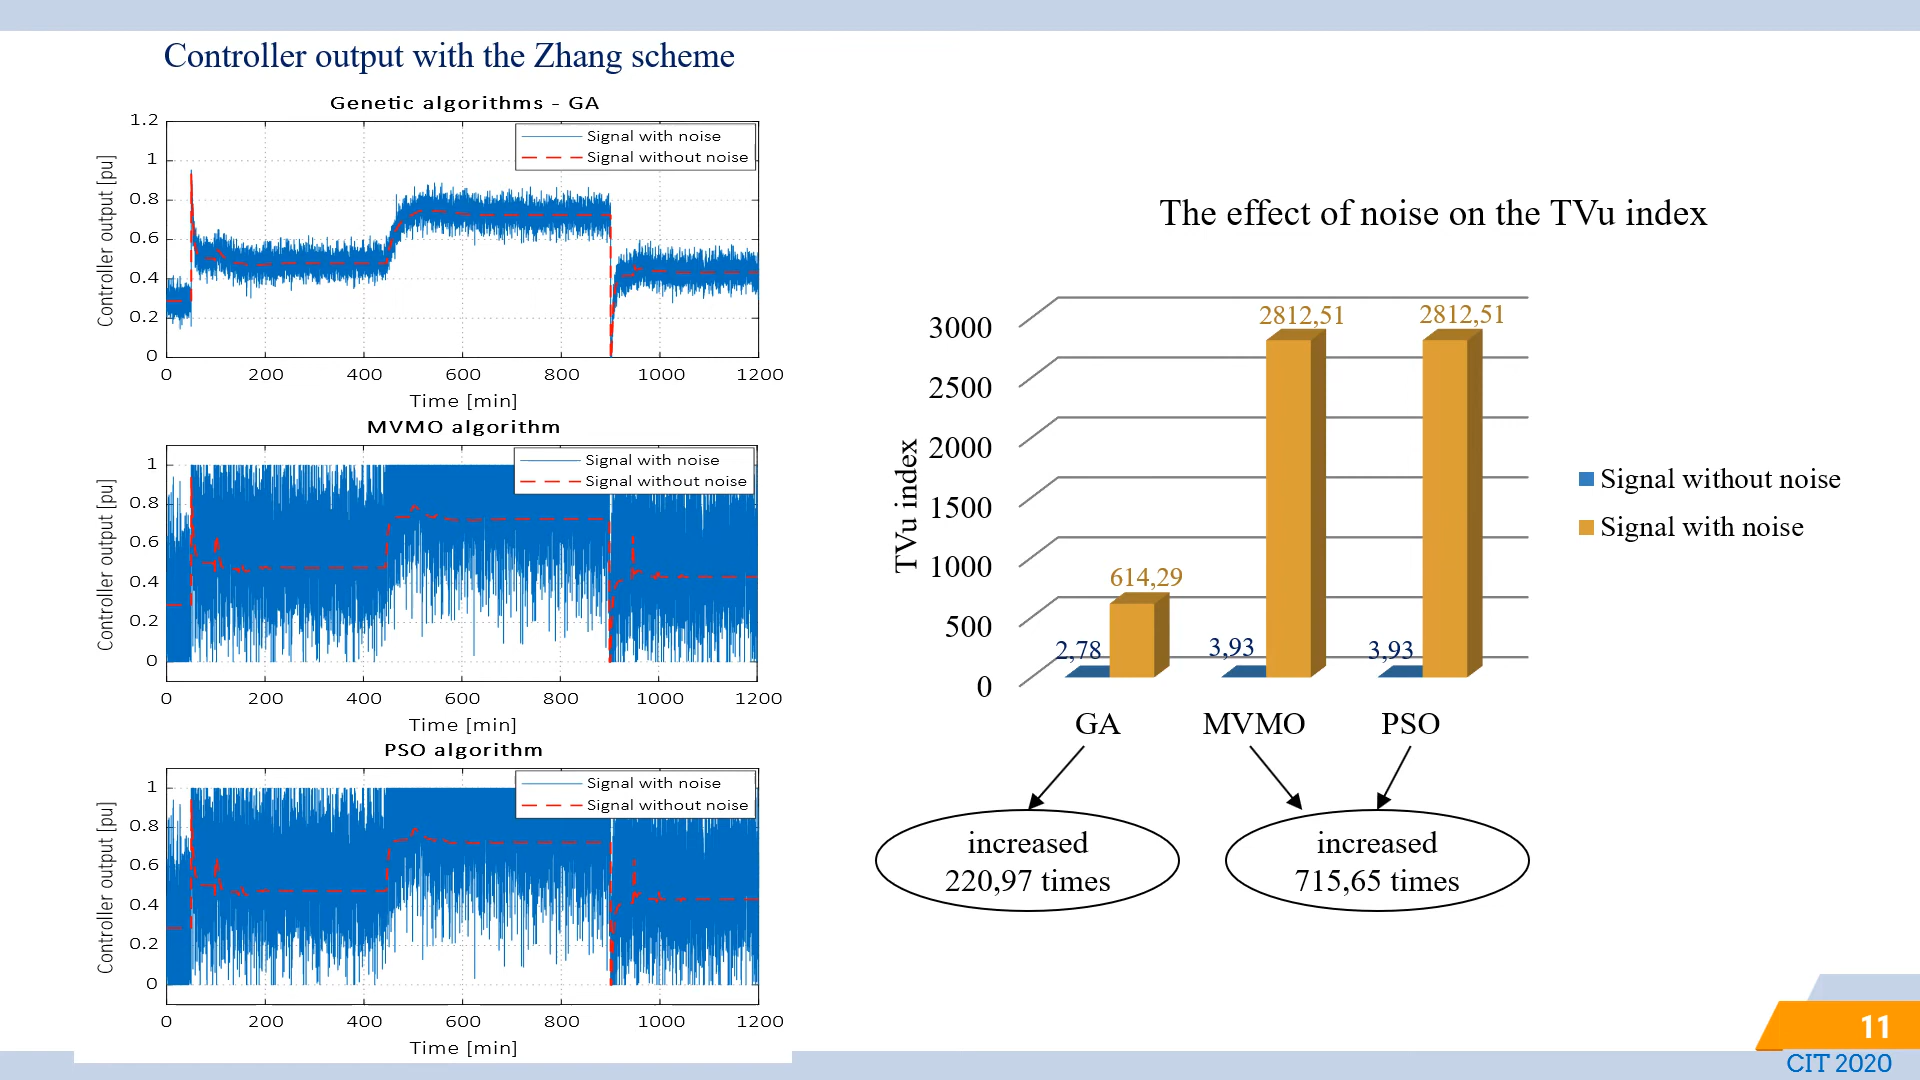 Controller output with the Zhang scheme
Genetic algorithms - GA
Controller output [pu]
1.2
1
0.8
0.6
0.4
0.2
0
Signal with noise
Signal without noise
0 200 400 600 800 1000 1200
Time [min]
MVMO algorithm
Controller output [pu]
1
0.8
0.6
0.4
0.2
0
Signal with noise
Signal without noise
0 200 400 600 800 1000 1200
Time [min]
PSO algorithm
Controller output [pu]
1
0.8
0.6
0.4
0.2
0
Signal with noise
Signal without noise
0 200 400 600 800 1000 1200
Time [min]
The effect of noise on the TVu index
TVu index
3000
2500
2000
1500
1000
500
0
2,78
614,29
3,93
2812,51
3,93
2812,51
GA MVMO PSO
Signal without noise
Signal with noise
increased
220,97 times
increased
715,65 times
11
CIT 2020